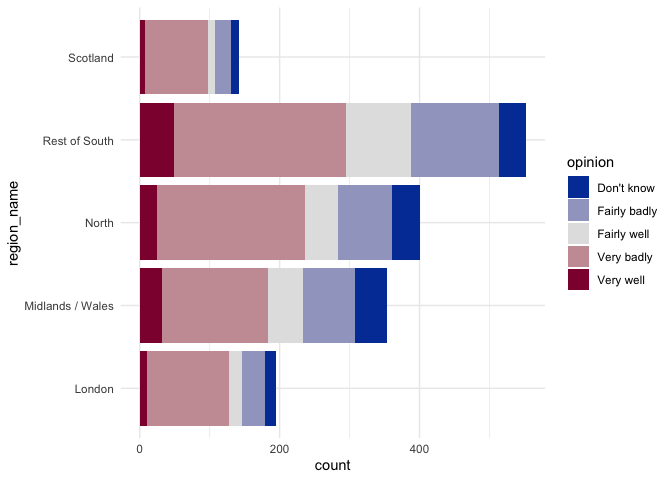 region_name
Scotland
Rest of South
North
Midlands / Wales
London
0
200
400
count
opinion
Don't know
Fairly badly
Fairly well
Very badly
Very well